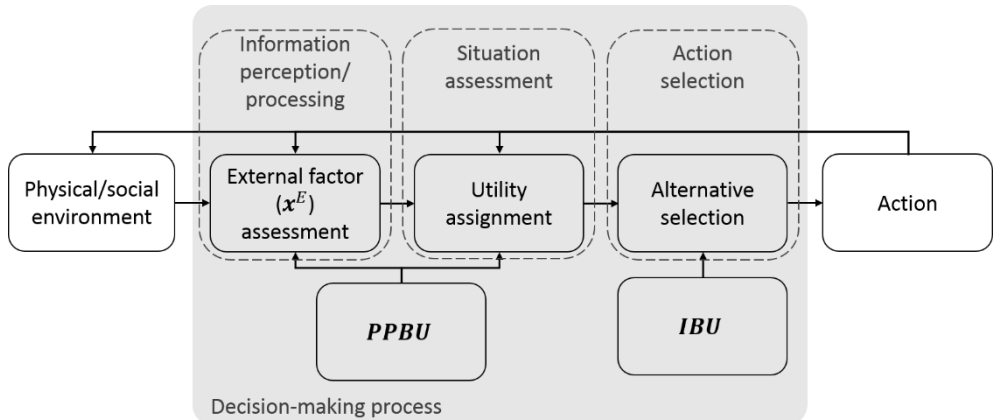 Information
perception/
processing
Situation
assessment
Action
selection
Physical/social
environment
External factor
(x^E)
assessment
Utility
assignment
Alternative
selection
Action
PPBU
IBU
Decision-making process